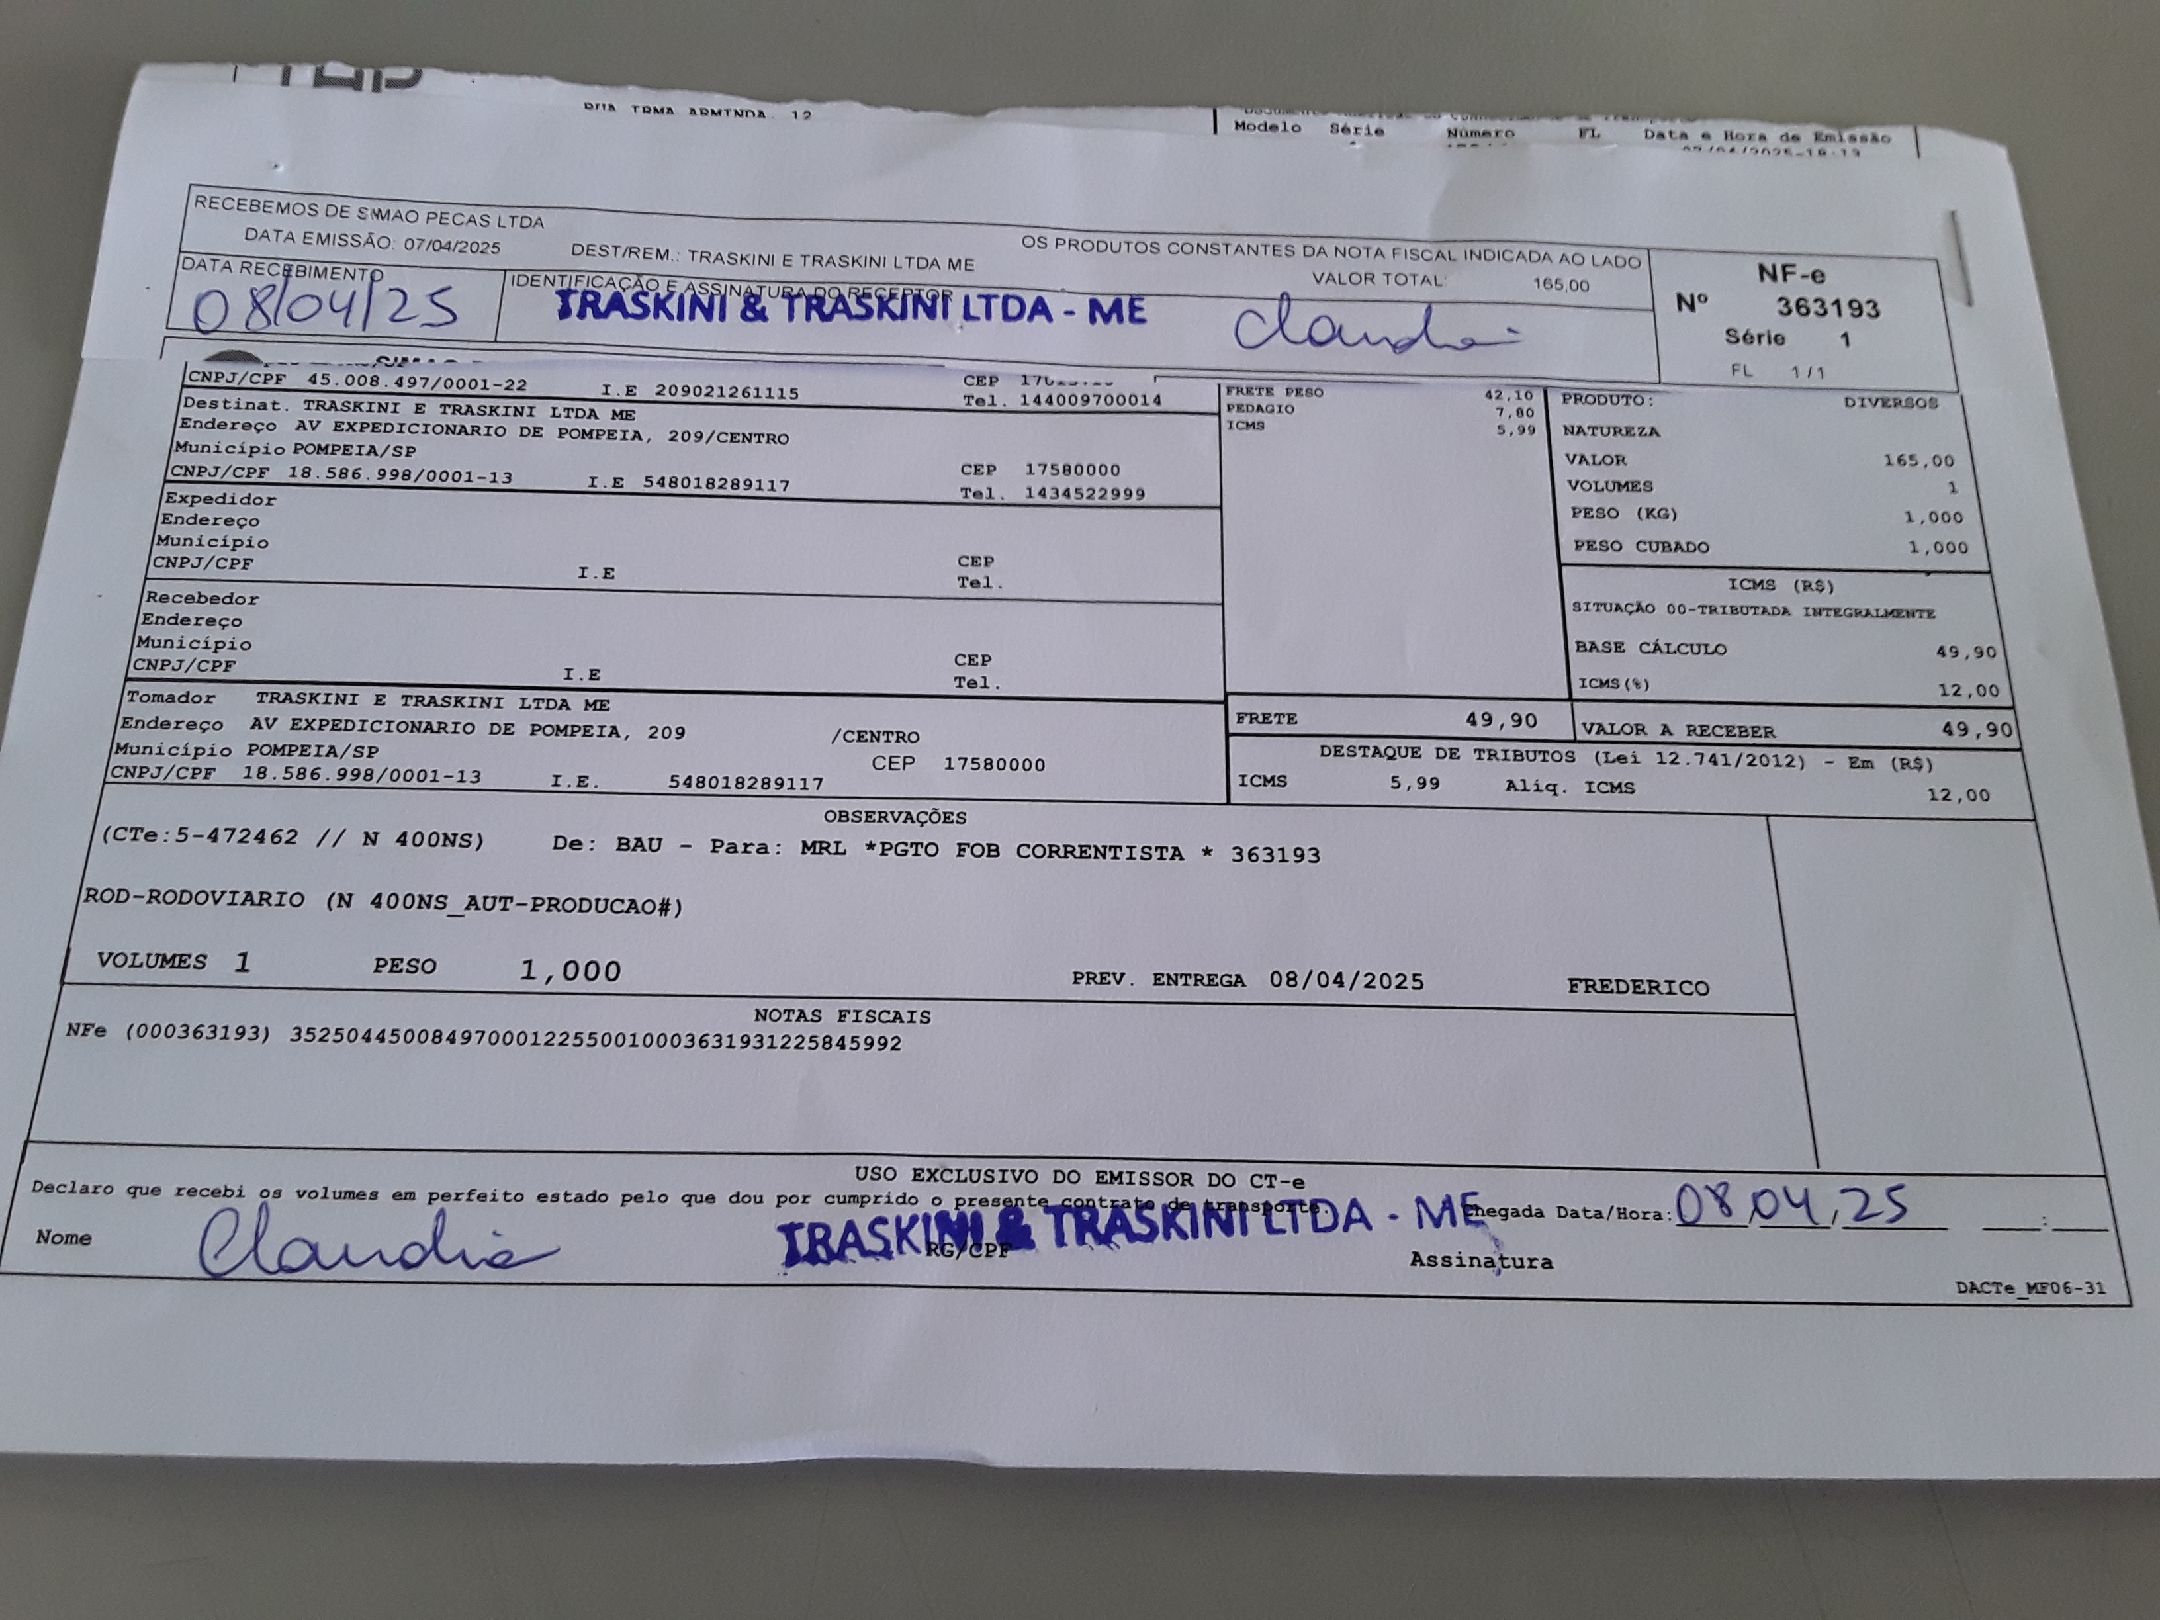 RUA IRMA ARMINDA, 12
Modelo Série Número FL Data e Hora de Emissão
07/04/2025-18:13
RECEBEMOS DE SIMAO PECAS LTDA
OS PRODUTOS CONSTANTES DA NOTA FISCAL INDICADA AO LADO
DATA EMISSÃO: 07/04/2025 DEST/REM.: TRASKINI E TRASKINI LTDA ME VALOR TOTAL: 165,00
NF-e
Nº 363193
Série 1
FL 1/1
DATA RECEBIMENTO
08/04/25
IDENTIFICAÇÃO E ASSINATURA DO RECEPTOR
TRASKINI & TRASKINI LTDA - ME
Claudia
CNPJ/CPF 45.008.497/0001-22 I.E 209021261115 CEP
Tel. 144009700014
Destinat. TRASKINI E TRASKINI LTDA ME
Endereço AV EXPEDICIONARIO DE POMPEIA, 209/CENTRO
Município POMPEIA/SP CEP 17580000
CNPJ/CPF 18.586.998/0001-13 I.E 548018289117 Tel. 1434522999
Expedidor
Endereço
Município CEP
CNPJ/CPF I.E Tel.
Recebedor
Endereço
Município CEP
CNPJ/CPF I.E Tel.
Tomador TRASKINI E TRASKINI LTDA ME
Endereço AV EXPEDICIONARIO DE POMPEIA, 209 /CENTRO
Município POMPEIA/SP CEP 17580000
CNPJ/CPF 18.586.998/0001-13 I.E. 548018289117
FRETE PESO 42,10
PEDAGIO 7,80
ICMS 5,99
PRODUTO: DIVERSOS
NATUREZA
VALOR 165,00
VOLUMES 1
PESO (KG) 1,000
PESO CUBADO 1,000
ICMS (R$)
SITUAÇÃO 00-TRIBUTADA INTEGRALMENTE
BASE CÁLCULO 49,90
ICMS(%) 12,00
FRETE 49,90 VALOR A RECEBER 49,90
DESTAQUE DE TRIBUTOS (Lei 12.741/2012) - Em (R$)
ICMS 5,99 Aliq. ICMS 12,00
OBSERVAÇÕES
(CTe:5-472462 // N 400NS) De: BAU - Para: MRL *PGTO FOB CORRENTISTA * 363193
ROD-RODOVIARIO (N 400NS_AUT-PRODUCAO#)
VOLUMES 1 PESO 1,000 PREV. ENTREGA 08/04/2025 FREDERICO
NOTAS FISCAIS
NFe (000363193) 35250445008497000122550010003631931225845992
USO EXCLUSIVO DO EMISSOR DO CT-e
Declaro que recebi os volumes em perfeito estado pelo que dou por cumprido o presente contrato de transporte.
Chegada Data/Hora: 08/04/25 __:__
Nome Claudia RG/CPF Assinatura
TRASKINI & TRASKINI LTDA - ME
DACTe_MF06-31